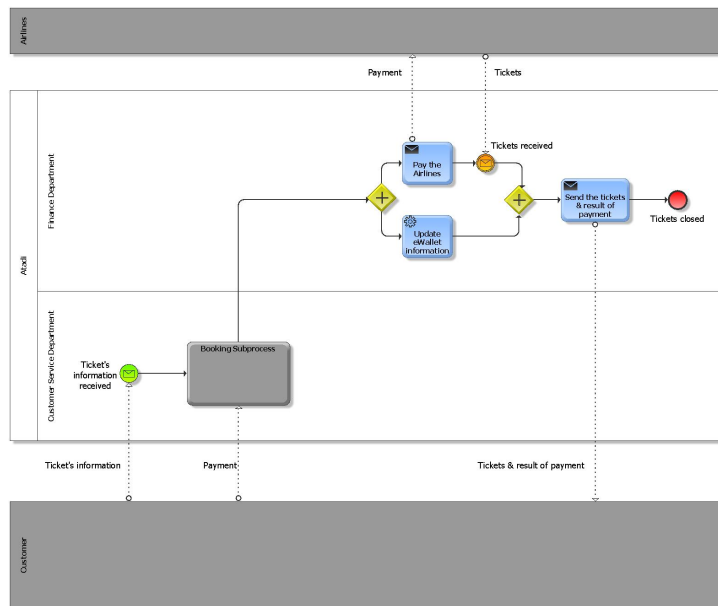 Airlines
Payment
Tickets
Atadi
Finance Department
Tickets received
Pay the
Airlines
Update
eWallet
information
Send the tickets
& result of
payment
Tickets closed
Customer Service Department
Booking Subprocess
Ticket's
information
received
Ticket's information
Payment
Tickets & result of payment
Customer